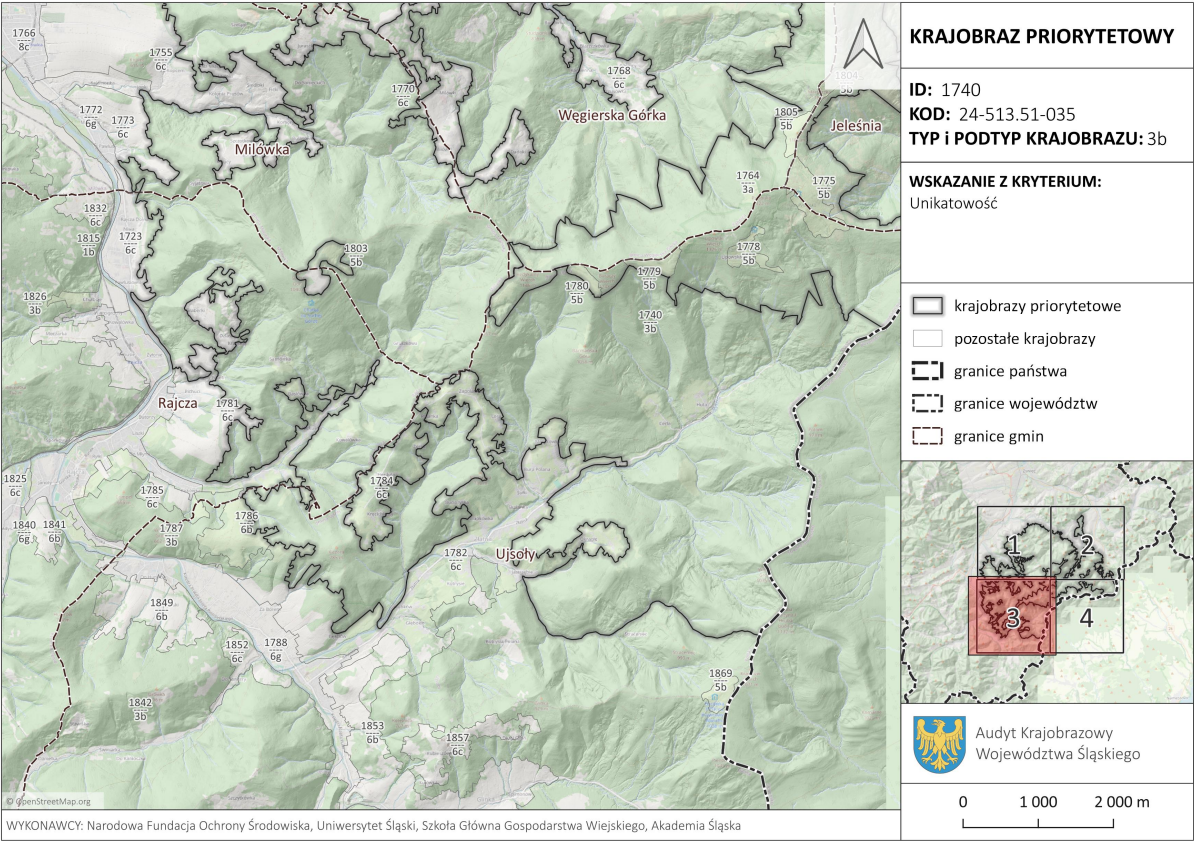 1766
8c
1755
6c
1770
6c
1768
6c
1804
5b
Węgierska Górka
1805
5b
Jeleśnia
1772
6g
1773
6c
Milówka
1764
3a
1775
5b
1832
6c
1815
1b
1723
6c
1803
5b
1778
5b
1779
5b
1780
5b
1826
3b
1740
3b
Rajcza
1781
6c
1825
6c
1785
6c
1784
6c
1786
6b
1787
3b
1840
6g
1841
6b
1782
6c
Ujsoły
1849
6b
1852
6c
1788
6g
1869
5b
1842
3b
1853
6b
1857
6c
© OpenStreetMap.org
WYKONAWCY: Narodowa Fundacja Ochrony Środowiska, Uniwersytet Śląski, Szkoła Główna Gospodarstwa Wiejskiego, Akademia Śląska
KRAJOBRAZ PRIORYTETOWY
ID: 1740
KOD: 24-513.51-035
TYP i PODTYP KRAJOBRAZU: 3b
WSKAZANIE Z KRYTERIUM:
Unikatowość
krajobrazy priorytetowe
pozostałe krajobrazy
granice państwa
granice województw
granice gmin
1
2
3
4
Audyt Krajobrazowy
Województwa Śląskiego
0 1 000 2 000 m